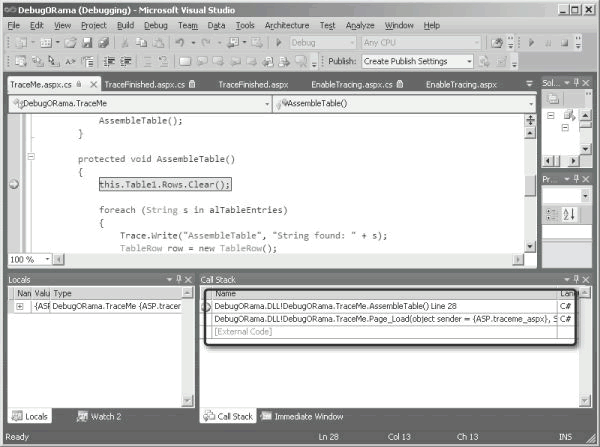 DebugORama (Debugging) - Microsoft Visual Studio
File Edit View Project Build Debug Team Data Tools Architecture Test Analyze Window Help
Debug Any CPU
Publish: Create Publish Settings
TraceMe.aspx.cs TraceFinished.aspx.cs TraceFinished.aspx EnableTracing.aspx.cs EnableTracing.aspx
Sol...
DebugORama.TraceMe AssembleTable()
AssembleTable();
}
protected void AssembleTable()
{
this.Table1.Rows.Clear();
Pr...
foreach (String s in alTableEntries)
{
Trace.Write("AssembleTable", "String found: " + s);
TableRow row = new TableRow();
100 %
Locals
Nan Valu Type
{ASP DebugORama.TraceMe {ASP.tracem
Call Stack
Name Lan
DebugORama.DLL!DebugORama.TraceMe.AssembleTable() Line 28 C#
DebugORama.DLL!DebugORama.TraceMe.Page_Load(object sender = {ASP.traceme_aspx}, S C#
[External Code]
Locals Watch 2
Call Stack Immediate Window
Ready Ln 28 Col 13 Ch 13 INS